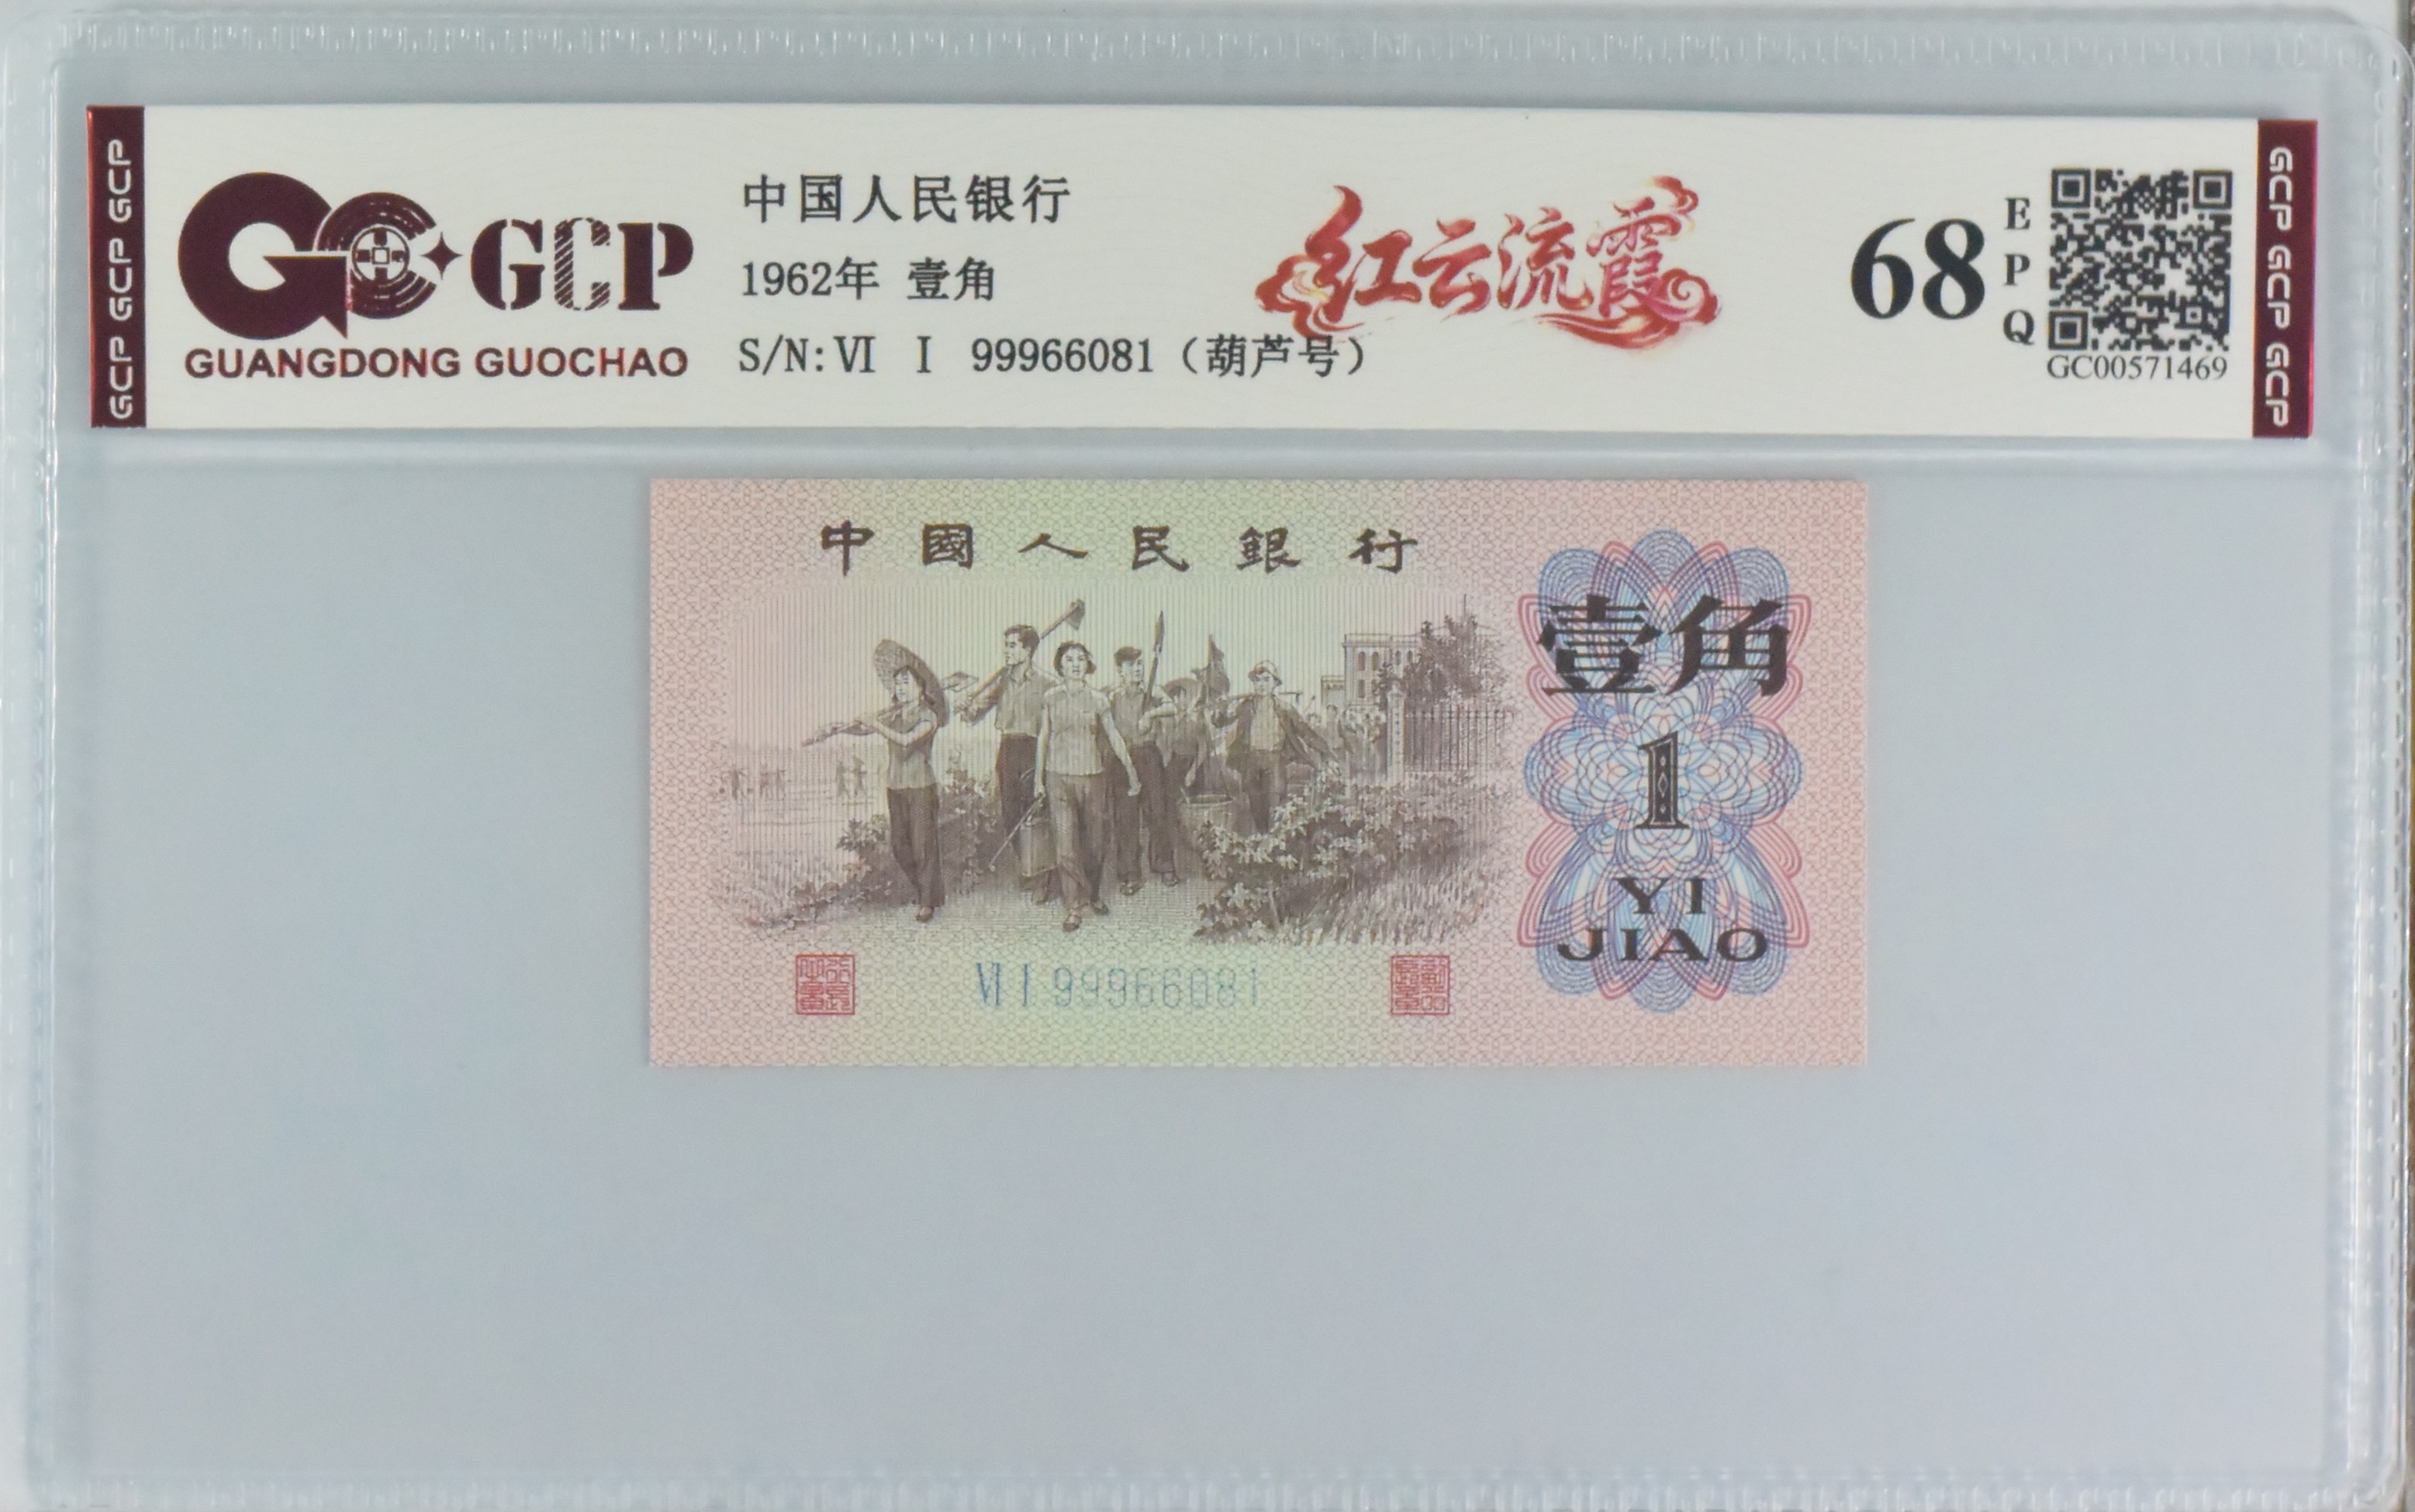 GCP GCP GCP
GCP
GUANGDONG GUOCHAO
中国人民银行
1962年 壹角
S/N:Ⅵ Ⅰ 99966081（葫芦号）
红云流霞
68
E
P
Q
GC00571469
GCP GCP GCP
中國人民銀行
壹角
1
YI
JIAO
Ⅵ Ⅰ 99966081